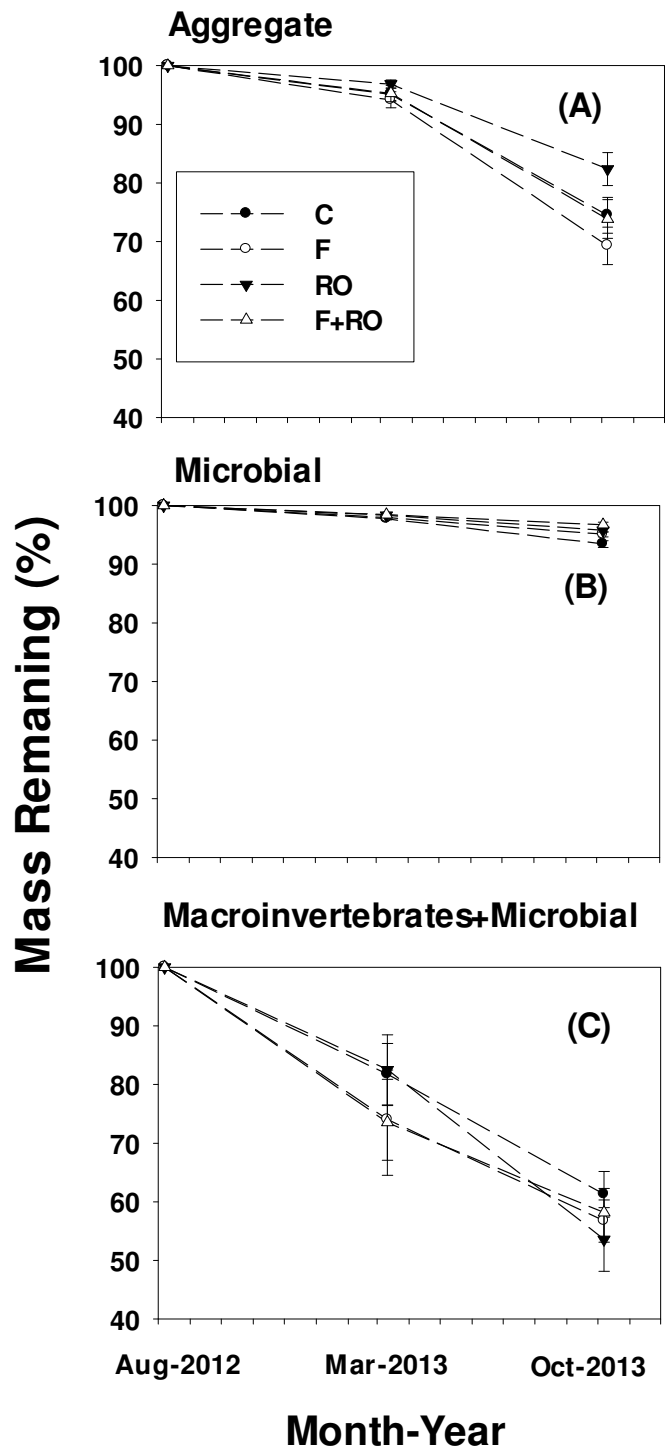 Aggregate
100
90
80
70
60
50
40
(A)
C
F
RO
F+RO
Microbial
100
90
80
70
60
50
40
(B)
Macroinvertebrates+Microbial
100
90
80
70
60
50
40
(C)
Mass Remaining (%)
Aug-2012 Mar-2013 Oct-2013
Month-Year